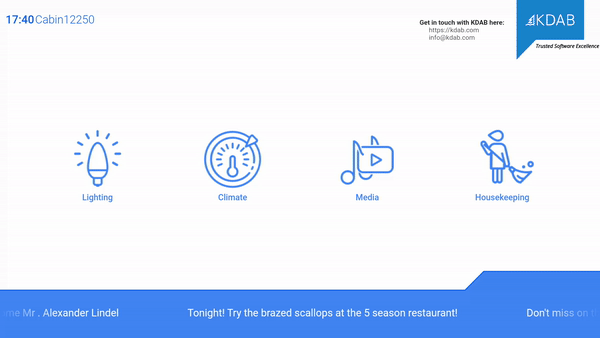 17:40 Cabin12250
Get in touch with KDAB here:
https://kdab.com
info@kdab.com
KDAB
Trusted Software Excellence
Lighting
Climate
Media
Housekeeping
me Mr . Alexander Lindel
Tonight! Try the brazed scallops at the 5 season restaurant!
Don't miss on